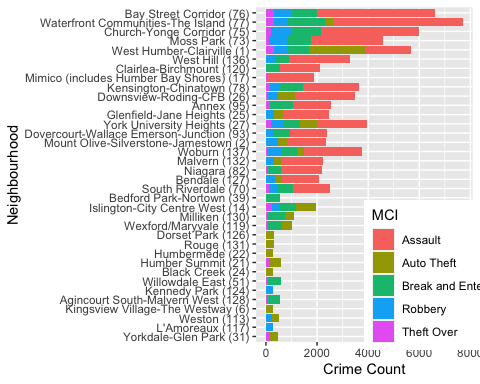 Bay Street Corridor (76)
Waterfront Communities-The Island (77)
Church-Yonge Corridor (75)
Moss Park (73)
West Humber-Clairville (1)
West Hill (136)
Clairlea-Birchmount (120)
Mimico (includes Humber Bay Shores) (17)
Kensington-Chinatown (78)
Downsview-Roding-CFB (26)
Annex (95)
Glenfield-Jane Heights (25)
York University Heights (27)
Dovercourt-Wallace Emerson-Junction (93)
Mount Olive-Silverstone-Jamestown (2)
Woburn (137)
Malvern (132)
Niagara (82)
Bendale (127)
South Riverdale (70)
Bedford Park-Nortown (39)
Islington-City Centre West (14)
Milliken (130)
Wexford/Maryvale (119)
Dorset Park (126)
Rouge (131)
Humbermede (22)
Humber Summit (21)
Black Creek (24)
Willowdale East (51)
Kennedy Park (124)
Agincourt South-Malvern West (128)
Kingsview Village-The Westway (6)
Weston (113)
L'Amoreaux (117)
Yorkdale-Glen Park (31)
Neighbourhood
0 2000 4000 6000 8000
Crime Count
MCI
Assault
Auto Theft
Break and Ente
Robbery
Theft Over